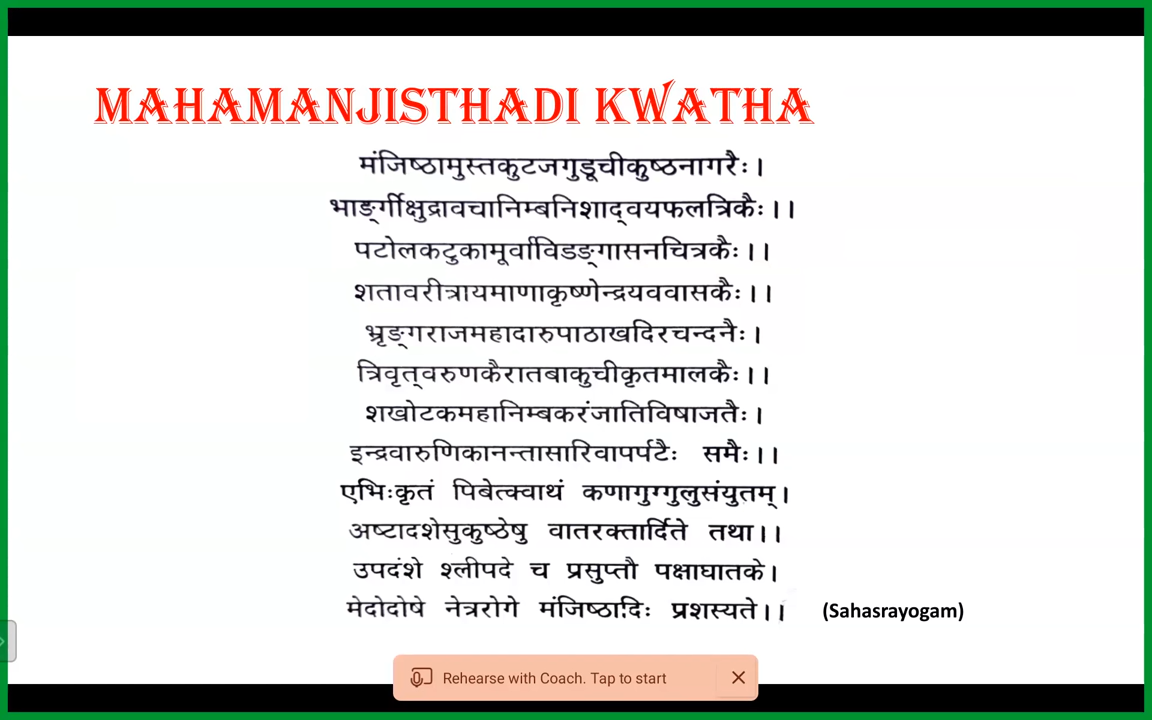 MAHAMANJISTHADI KWATHA
मंजिष्ठामुस्तकुटजगुडूचीकुष्ठनागरैः।
भाङ्र्गीक्षुद्रावचानिम्बनिशाद्वयफलत्रिकैः।।
पटोलकटुकामूर्वाविडङ्गासनचित्रकैः।।
शतावरीत्रायमाणाकृष्णेन्द्रयववासकैः।।
भ्रृङ्गराजमहादारुपाठाखदिरचन्दनैः।
त्रिवृत्वरुणकैरातबाकुचीकृतमालकैः।।
शखोटकमहानिम्बकरंजातिविषाजतैः।
इन्द्रवारुणिकानन्तासारिवापर्पटैः समैः।।
एभिःकृतं पिबेत्क्वाथं कणागुग्गुलुसंयुतम्।
अष्टादशेसुकुष्ठेषु वातरक्तार्दिते तथा।।
उपदंशे श्लीपदे च प्रसुप्तौ पक्षाघातके।
मेदोदोषे नेत्ररोगे मंजिष्ठादिः प्रशस्यते।। (Sahasrayogam)
Rehearse with Coach. Tap to start